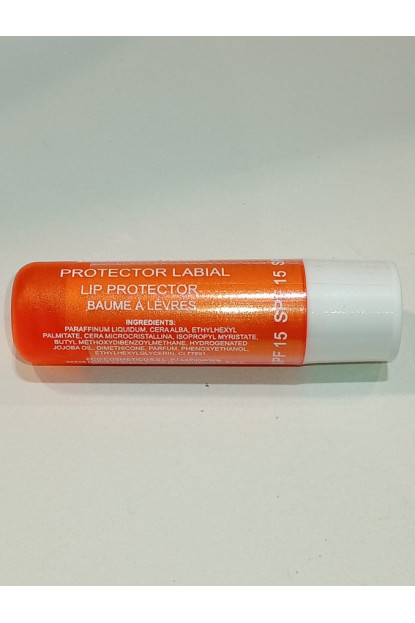 PROTECTOR LABIAL
LIP PROTECTOR
BAUME À LÈVRES
INGREDIENTS:
PARAFFINUM LIQUIDUM, CERA ALBA, ETHYLHEXYL
PALMITATE, CERA MICROCRISTALLINA, ISOPROPYL MYRISTATE,
BUTYL METHOXYDIBENZOYLMETHANE, HYDROGENATED
JOJOBA OIL, DIMETHICONE, PARFUM, PHENOXYETHANOL,
ETHYLHEXYLGLYCERIN, CI 77891
SPF 15 SPF 15